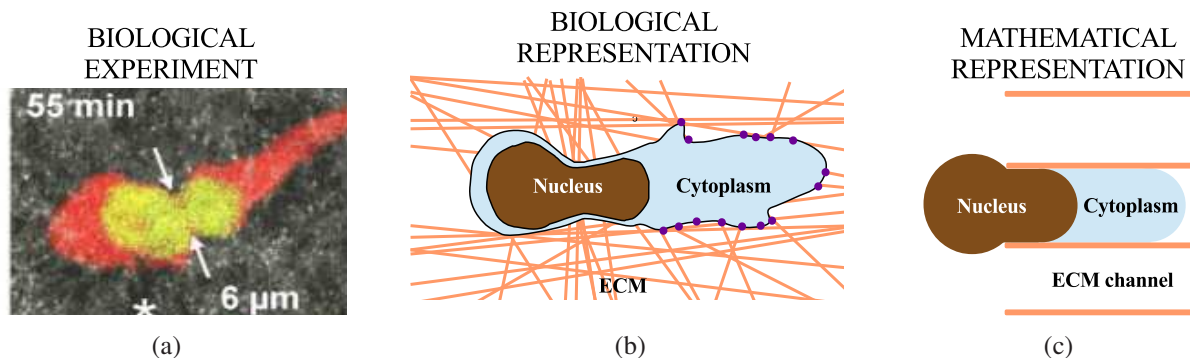 BIOLOGICAL
EXPERIMENT
55 min
6 µm
*
(a)
BIOLOGICAL
REPRESENTATION
Nucleus
Cytoplasm
ECM
(b)
MATHEMATICAL
REPRESENTATION
Nucleus
Cytoplasm
ECM channel
(c)